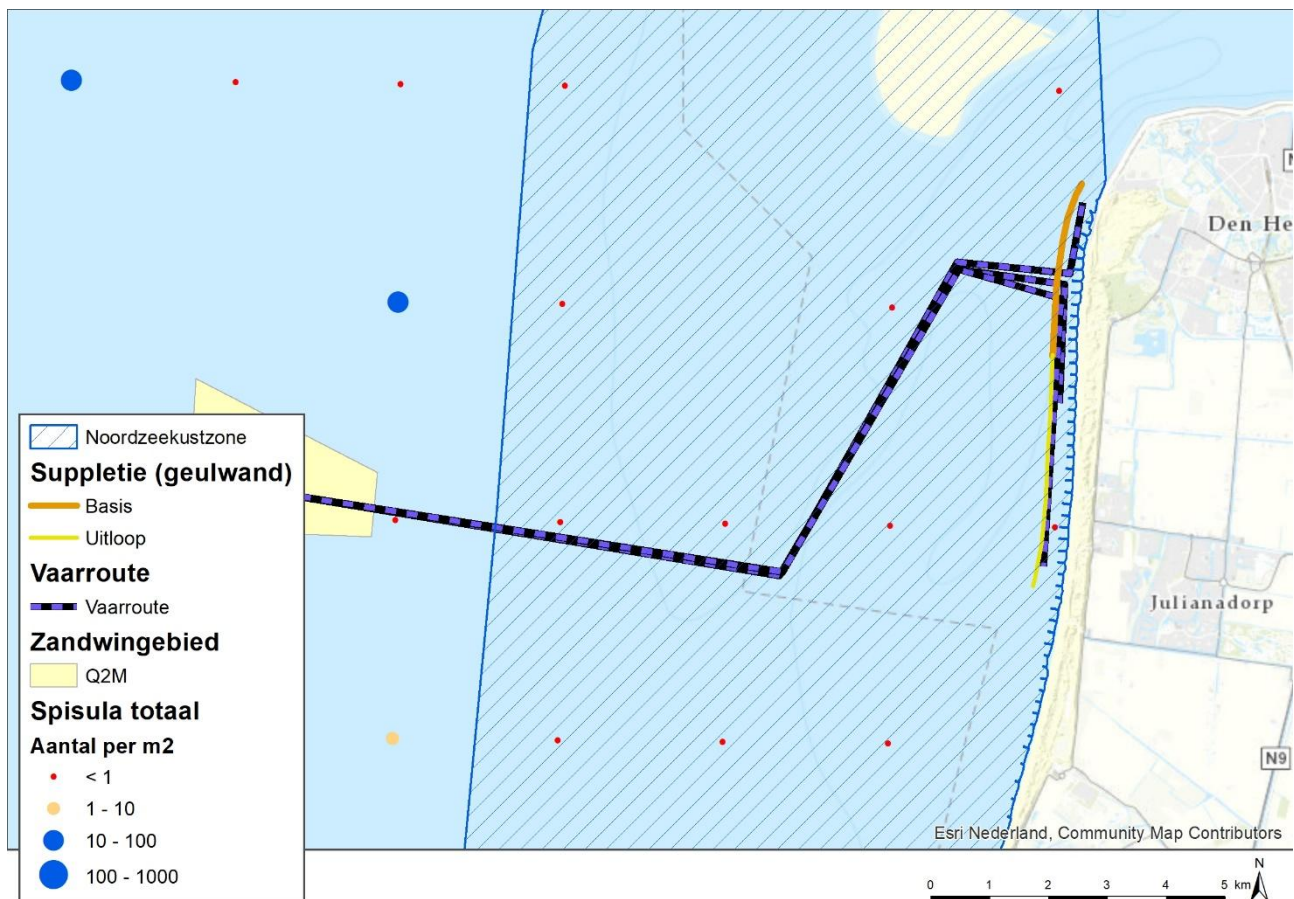 Den He
Julianadorp
N9
Noordzeekustzone
Suppletie (geulwand)
Basis
Uitloop
Vaarroute
Vaarroute
Zandwingebied
Q2M
Spisula totaal
Aantal per m2
< 1
1 - 10
10 - 100
100 - 1000
Esri Nederland, Community Map Contributors
N
0 1 2 3 4 5 km